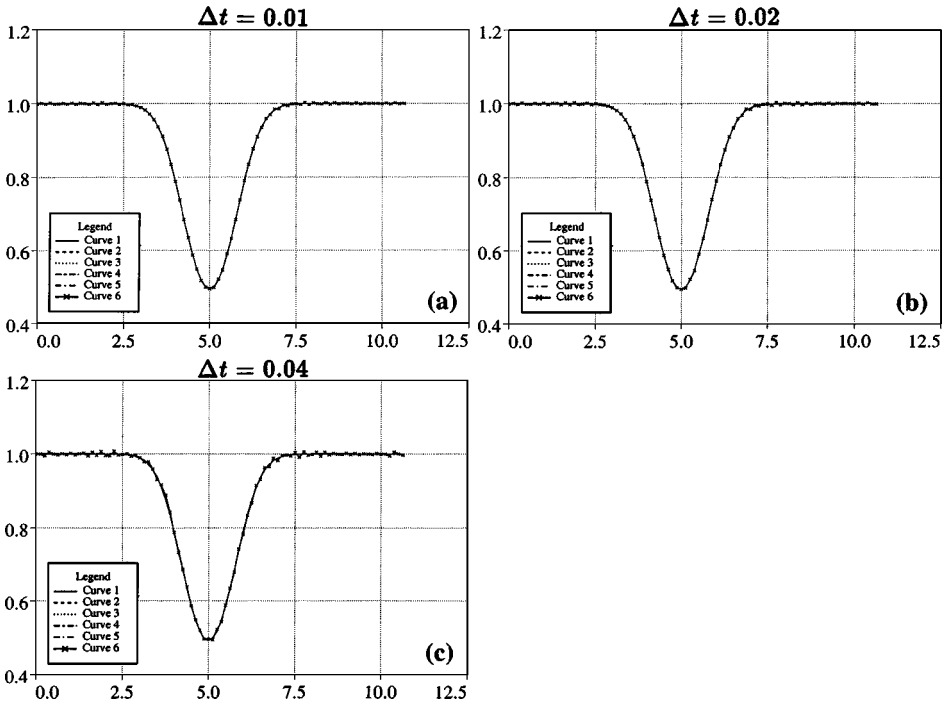 Δt = 0.01
1.2
1.0
0.8
0.6
0.4
Legend
Curve 1
Curve 2
Curve 3
Curve 4
Curve 5
Curve 6
(a)
0.0 2.5 5.0 7.5 10.0 12.5
Δt = 0.02
1.2
1.0
0.8
0.6
0.4
Legend
Curve 1
Curve 2
Curve 3
Curve 4
Curve 5
Curve 6
(b)
0.0 2.5 5.0 7.5 10.0 12.5
Δt = 0.04
1.2
1.0
0.8
0.6
0.4
Legend
Curve 1
Curve 2
Curve 3
Curve 4
Curve 5
Curve 6
(c)
0.0 2.5 5.0 7.5 10.0 12.5